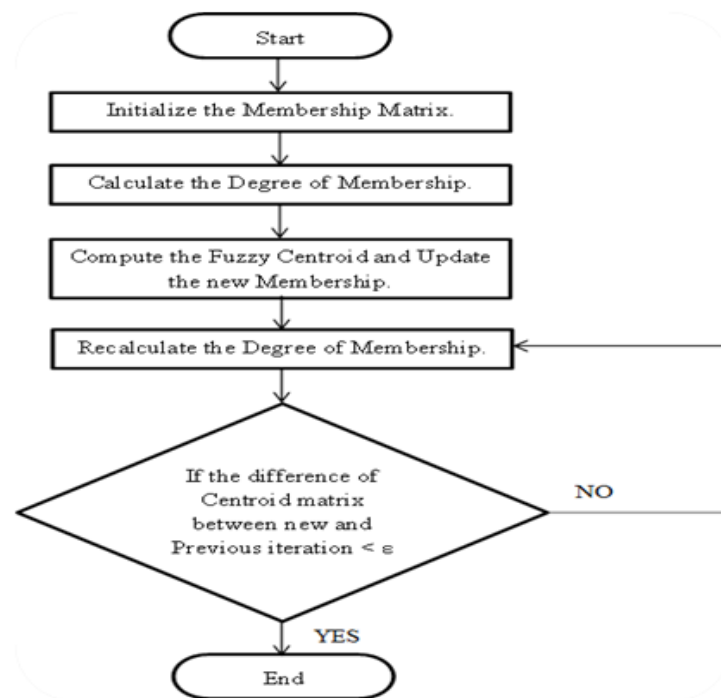 Start
Initialize the Membership Matrix.
Calculate the Degree of Membership.
Compute the Fuzzy Centroid and Update
the new Membership.
Recalculate the Degree of Membership.
If the difference of
Centroid matrix
between new and
Previous iteration < ε
NO
YES
End